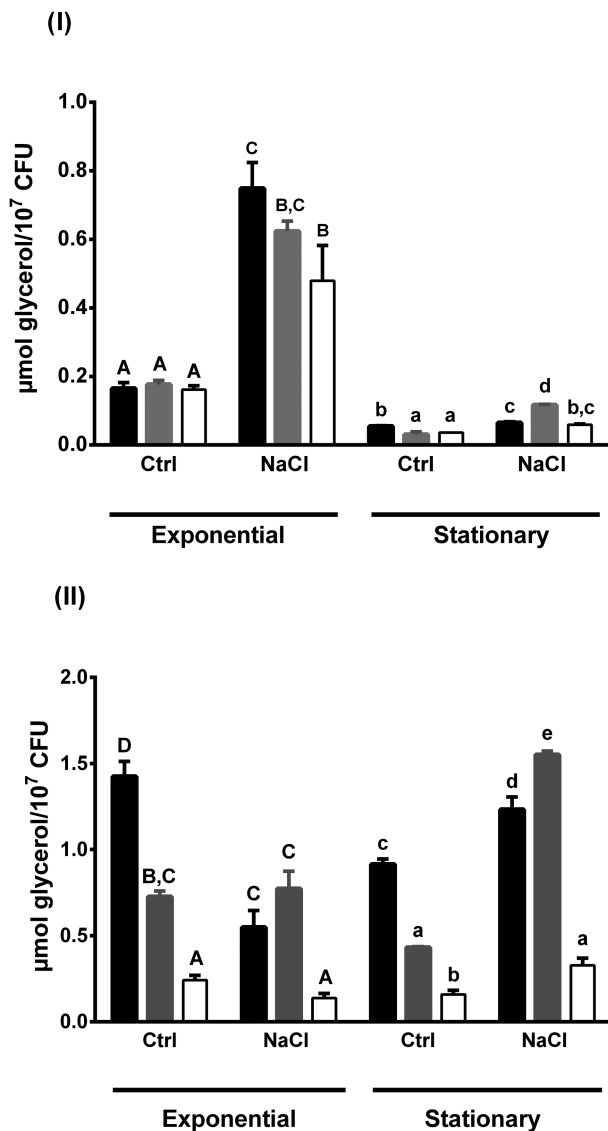 (I)
µmol glycerol/10⁷ CFU
1.0
0.8
0.6
0.4
0.2
0.0
A A A
C B,C B
b a a
c d b,c
Ctrl NaCl Ctrl NaCl
Exponential Stationary
(II)
µmol glycerol/10⁷ CFU
2.0
1.5
1.0
0.5
0.0
D B,C A
C C A
c a b
d e a
Ctrl NaCl Ctrl NaCl
Exponential Stationary